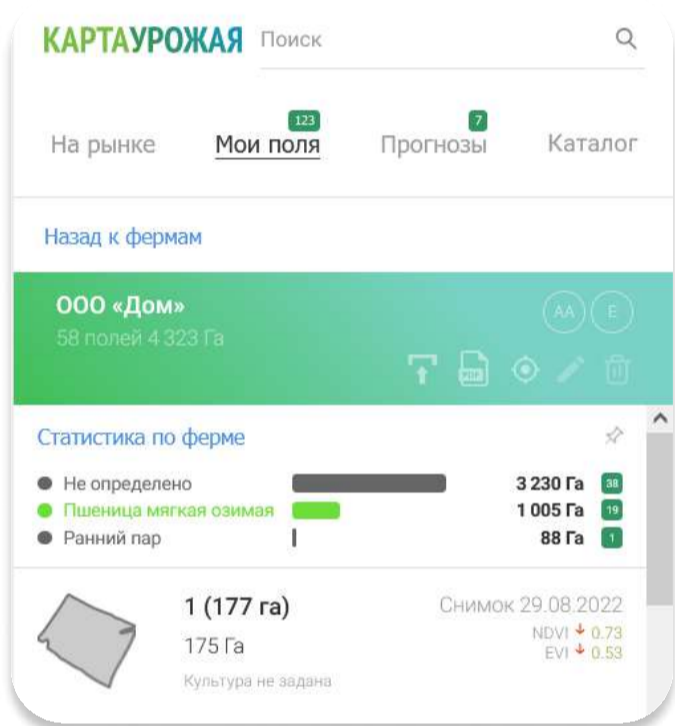 КАРТАУРОЖАЯ Поиск
123 7
На рынке Мои поля Прогнозы Каталог
Назад к фермам
ООО «Дом» АА Е
58 полей 4 323 Га
PDF
Статистика по ферме
Не определено 3 230 Га 38
Пшеница мягкая озимая 1 005 Га 19
Ранний пар 88 Га 1
1 (177 га) Снимок 29.08.2022
175 Га NDVI 0.73
EVI 0.53
Культура не задана